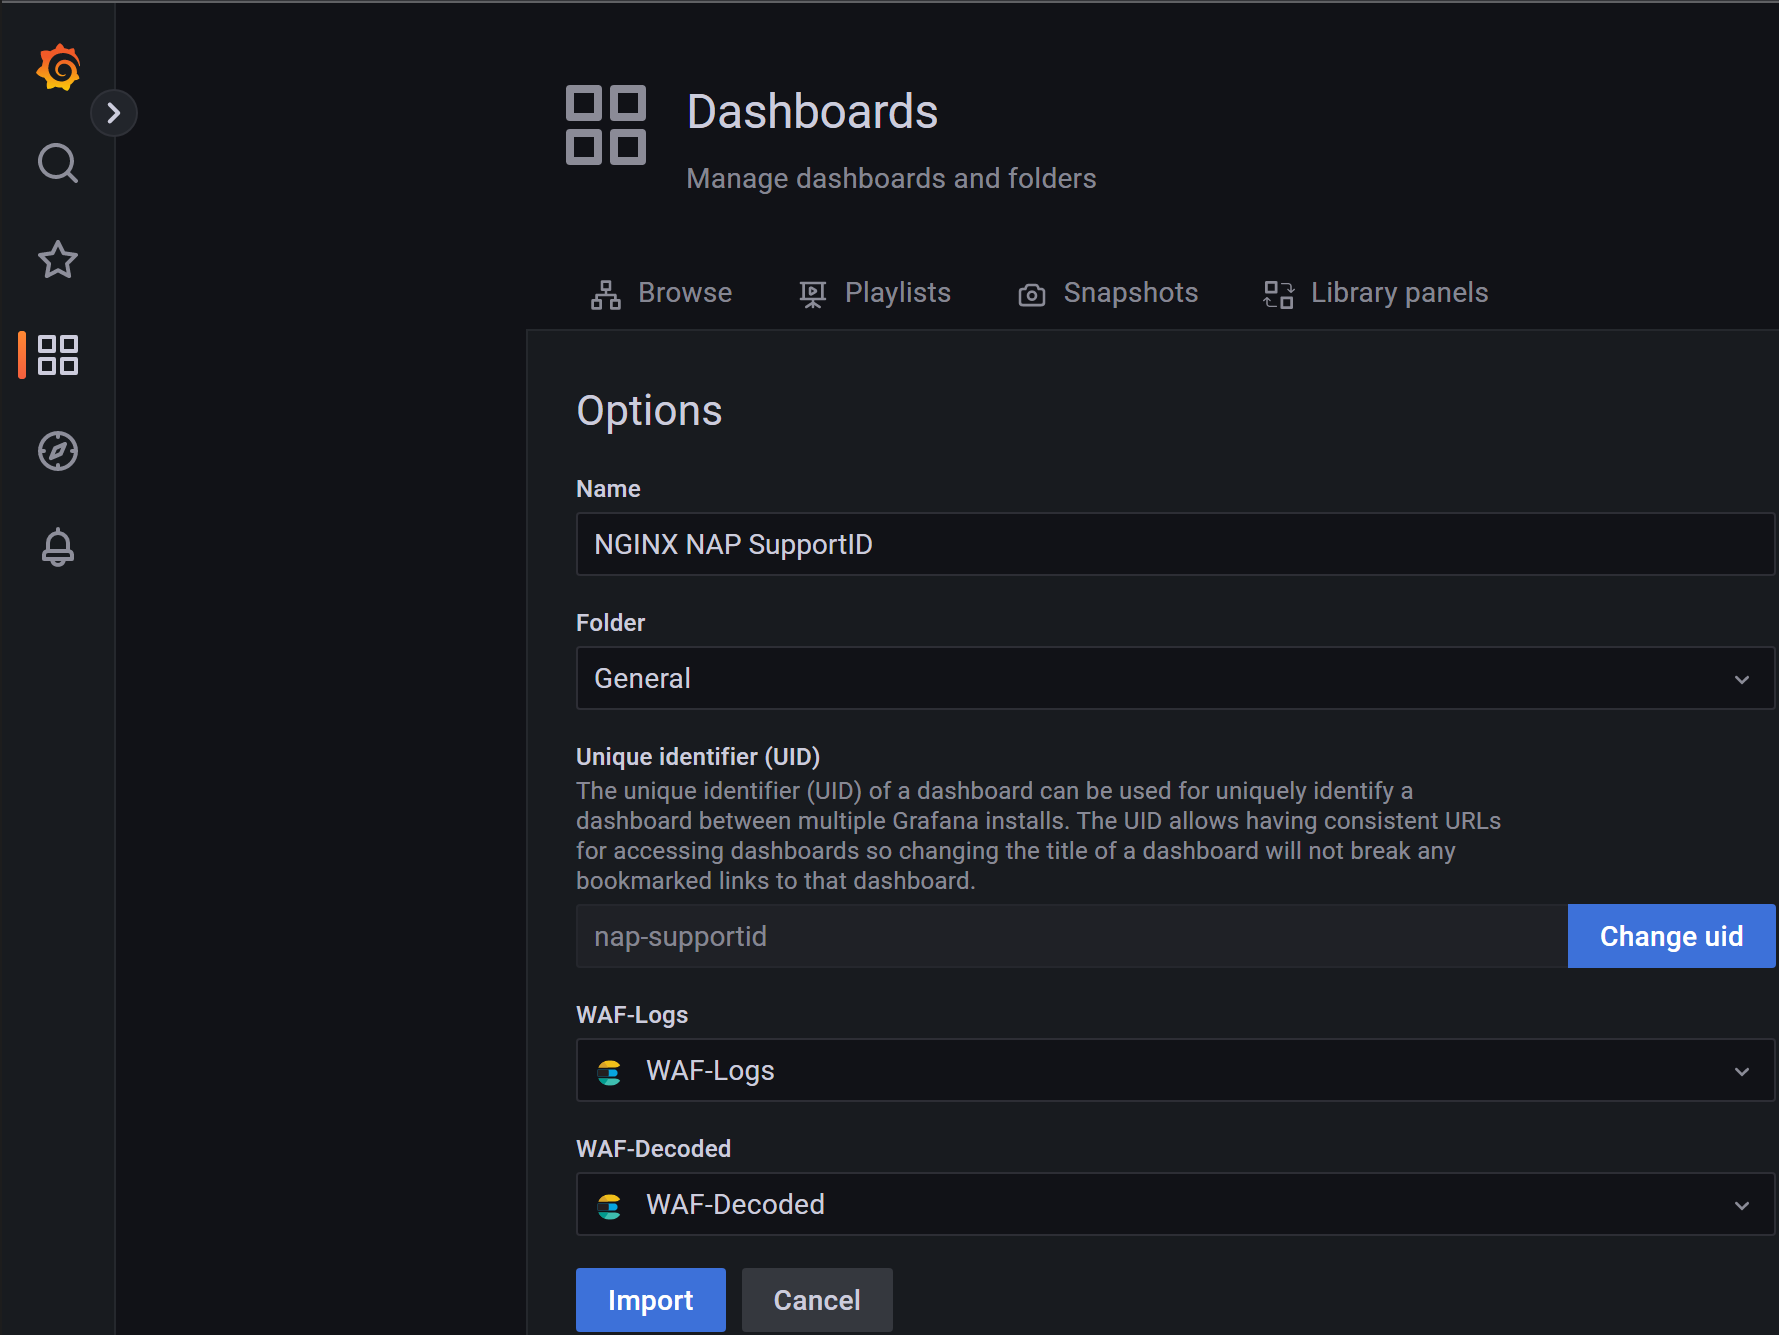 Dashboards
Manage dashboards and folders
Browse Playlists Snapshots Library panels
Options
Name
NGINX NAP SupportID
Folder
General
Unique identifier (UID)
The unique identifier (UID) of a dashboard can be used for uniquely identify a
dashboard between multiple Grafana installs. The UID allows having consistent URLs
for accessing dashboards so changing the title of a dashboard will not break any
bookmarked links to that dashboard.
nap-supportid Change uid
WAF-Logs
WAF-Logs
WAF-Decoded
WAF-Decoded
Import Cancel